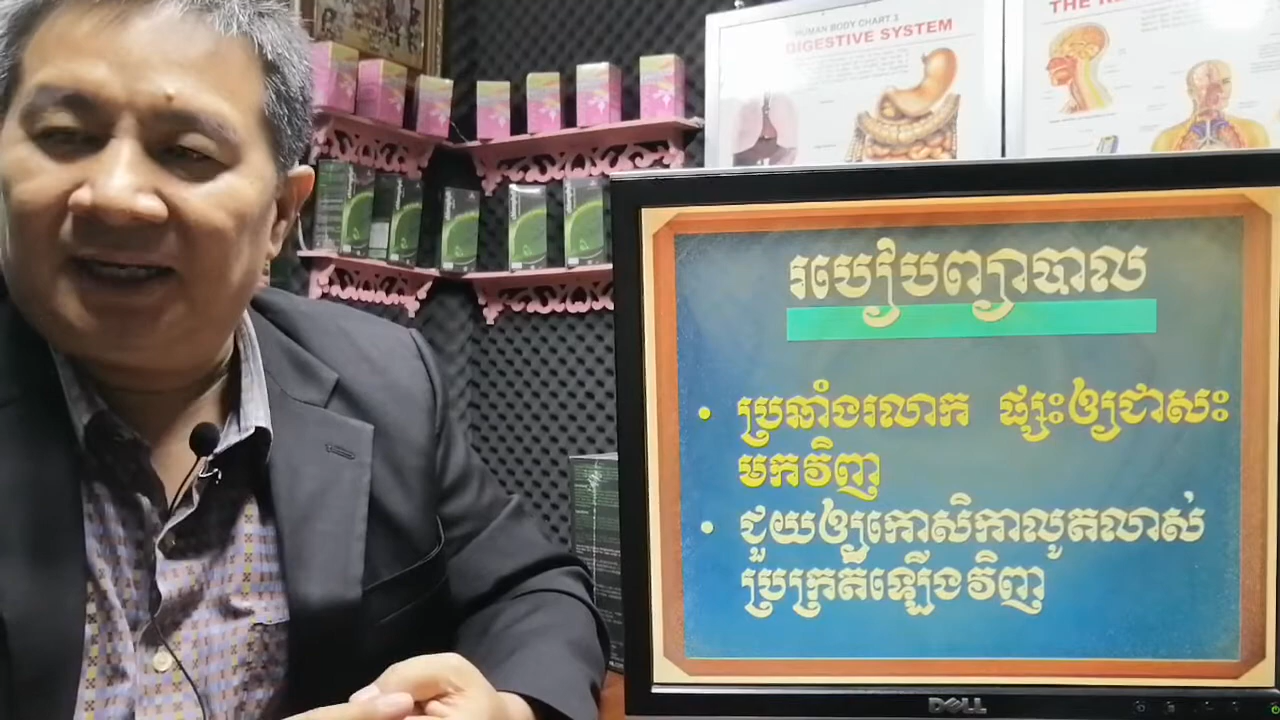 HUMAN BODY CHART 3
DIGESTIVE SYSTEM
THE
របៀបព្យាបាល
• ប្រឆាំងរលាក ផ្សះឲ្យជាសះ
មកវិញ
• ជួយឲ្យកោសិកាលូតលាស់
ប្រក្រតីឡើងវិញ
DELL